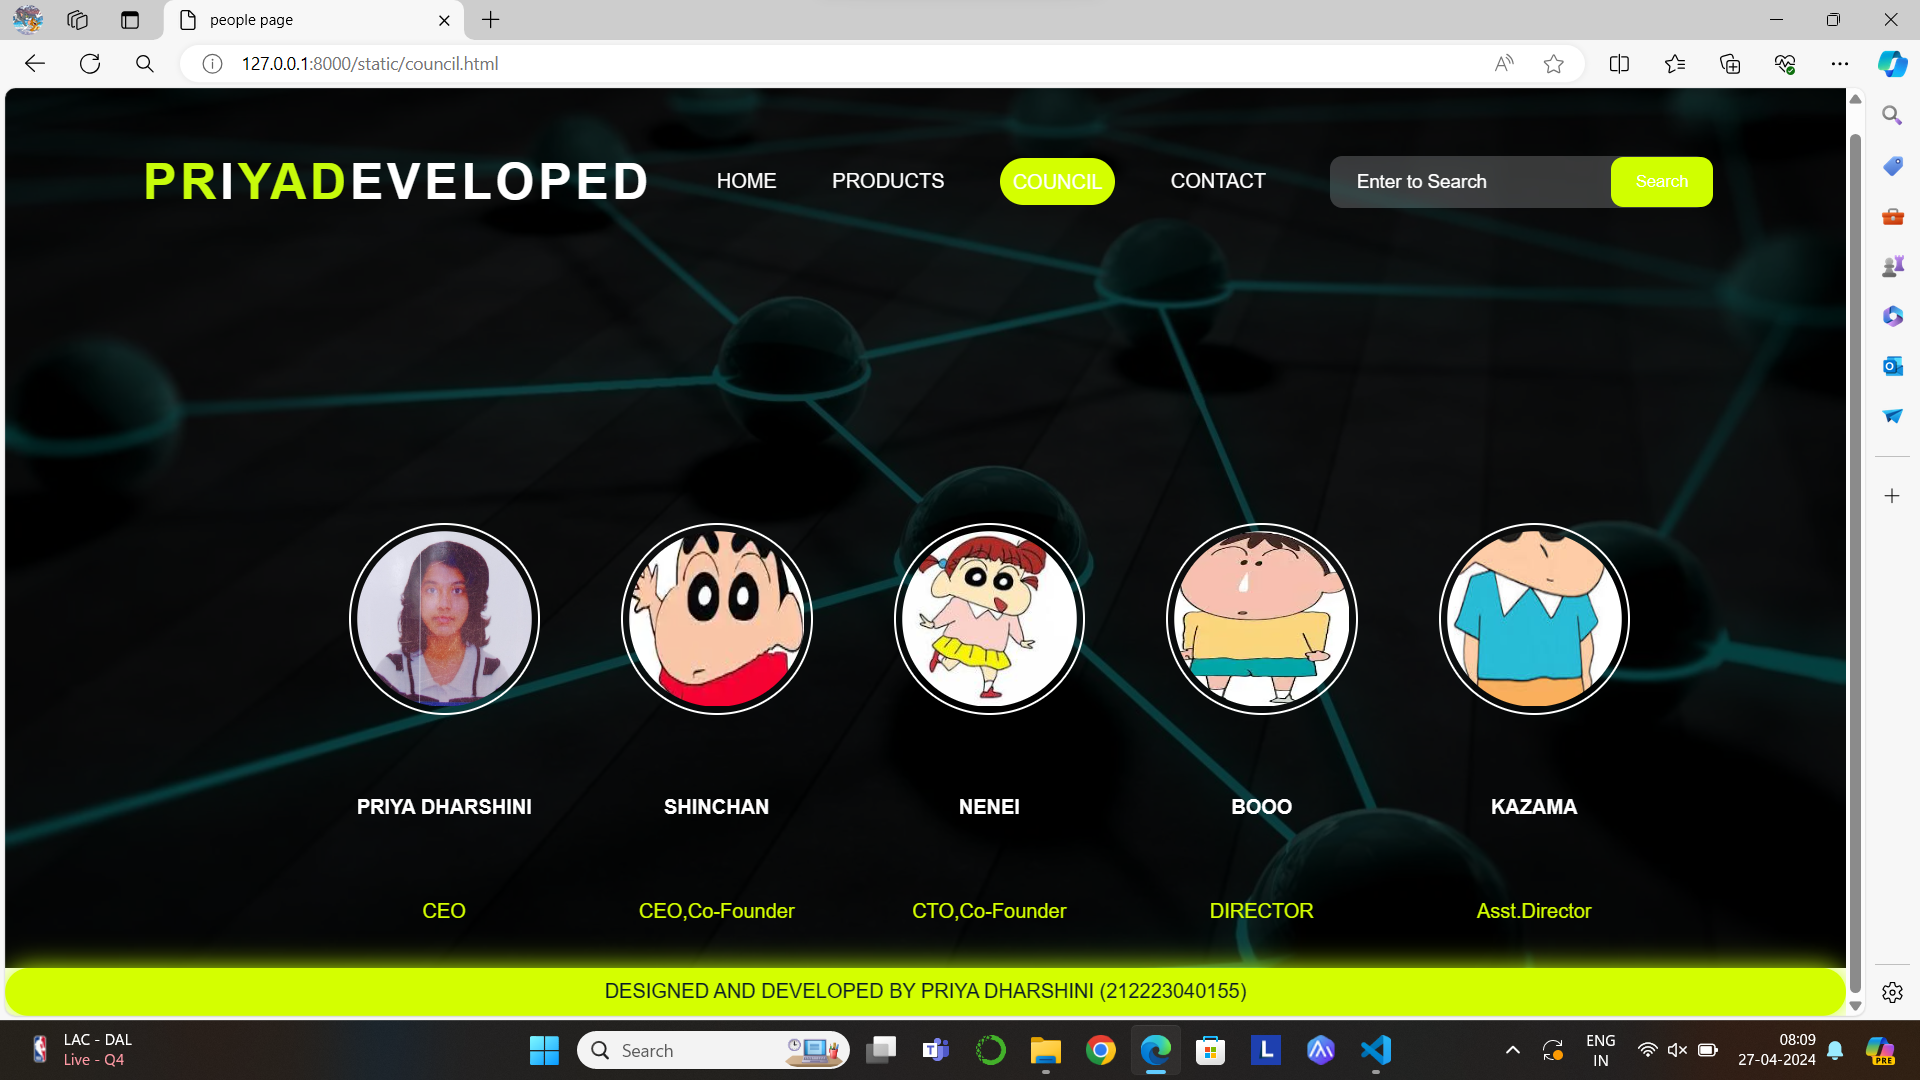 people page
127.0.0.1:8000/static/council.html
PRIYADEVELOPED
HOME
PRODUCTS
COUNCIL
CONTACT
Enter to Search
Search
PRIYA DHARSHINI
SHINCHAN
NENEI
BOOO
KAZAMA
CEO
CEO,Co-Founder
CTO,Co-Founder
DIRECTOR
Asst.Director
DESIGNED AND DEVELOPED BY PRIYA DHARSHINI (212223040155)
LAC - DAL
Live - Q4
Search
ENG
IN
08:09
27-04-2024
PRE